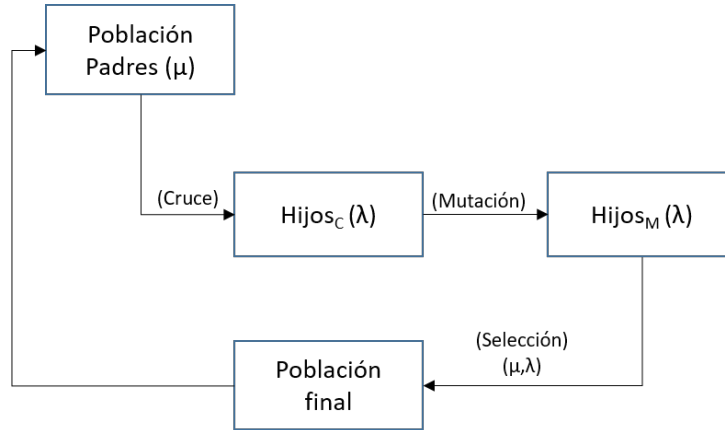 Población
Padres (μ)
(Cruce)
Hijos_C (λ)
(Mutación)
Hijos_M (λ)
(Selección)
(μ,λ)
Población
final